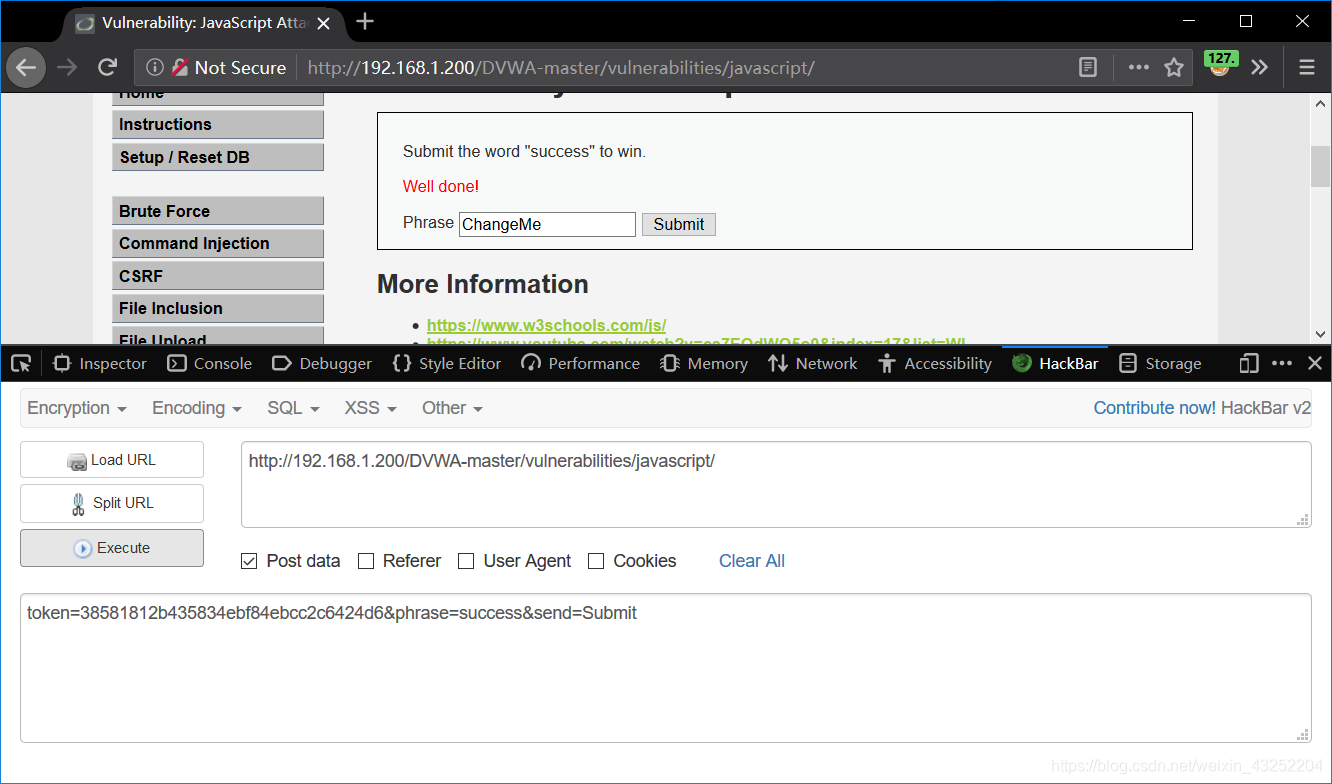 Vulnerability: JavaScript Atta
Not Secure
http://192.168.1.200/DVWA-master/vulnerabilities/javascript/
127.
Home
Instructions
Setup / Reset DB
Brute Force
Command Injection
CSRF
File Inclusion
File Upload
Submit the word "success" to win.
Well done!
Phrase ChangeMe Submit
More Information
https://www.w3schools.com/js/
Inspector Console Debugger Style Editor Performance Memory Network Accessibility HackBar Storage
Encryption Encoding SQL XSS Other Contribute now! HackBar v2
Load URL
Split URL
Execute
http://192.168.1.200/DVWA-master/vulnerabilities/javascript/
Post data Referer User Agent Cookies Clear All
token=38581812b435834ebf84ebcc2c6424d6&phrase=success&send=Submit
https://blog.csdn.net/weixin_43252204